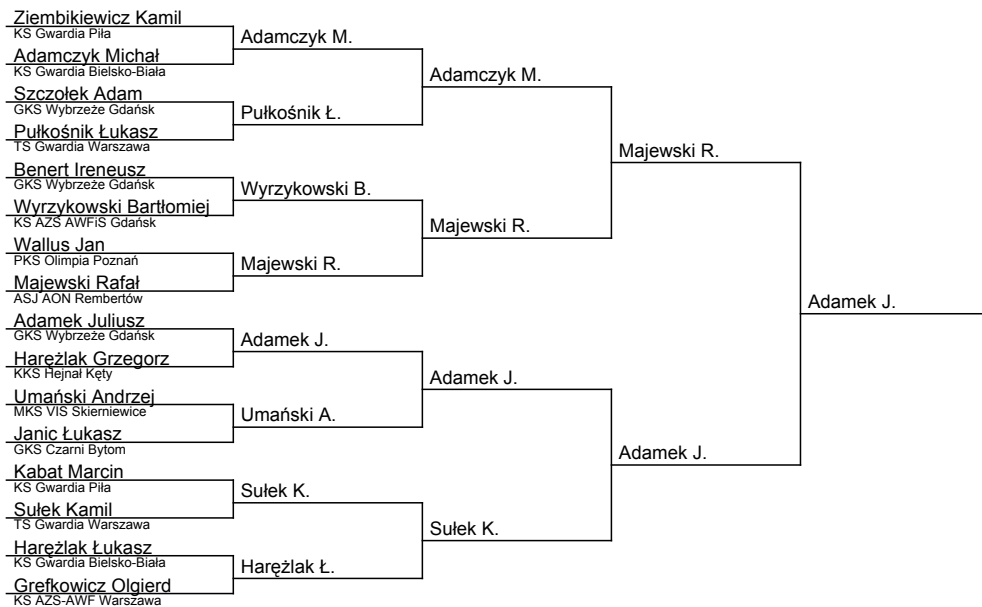 Ziembikiewicz Kamil
KS Gwardia Piła
Adamczyk Michał
KS Gwardia Bielsko-Biała
Szczołek Adam
GKS Wybrzeże Gdańsk
Pułkośnik Łukasz
TS Gwardia Warszawa
Benert Ireneusz
GKS Wybrzeże Gdańsk
Wyrzykowski Bartłomiej
KS AZS AWFiS Gdańsk
Wallus Jan
PKS Olimpia Poznań
Majewski Rafał
ASJ AON Rembertów
Adamek Juliusz
GKS Wybrzeże Gdańsk
Harężlak Grzegorz
KKS Hejnał Kęty
Umański Andrzej
MKS VIS Skierniewice
Janic Łukasz
GKS Czarni Bytom
Kabat Marcin
KS Gwardia Piła
Sułek Kamil
TS Gwardia Warszawa
Harężlak Łukasz
KS Gwardia Bielsko-Biała
Grefkowicz Olgierd
KS AZS-AWF Warszawa
Adamczyk M.
Pułkośnik Ł.
Wyrzykowski B.
Majewski R.
Adamek J.
Umański A.
Sułek K.
Harężlak Ł.
Adamczyk M.
Majewski R.
Adamek J.
Sułek K.
Majewski R.
Adamek J.
Adamek J.